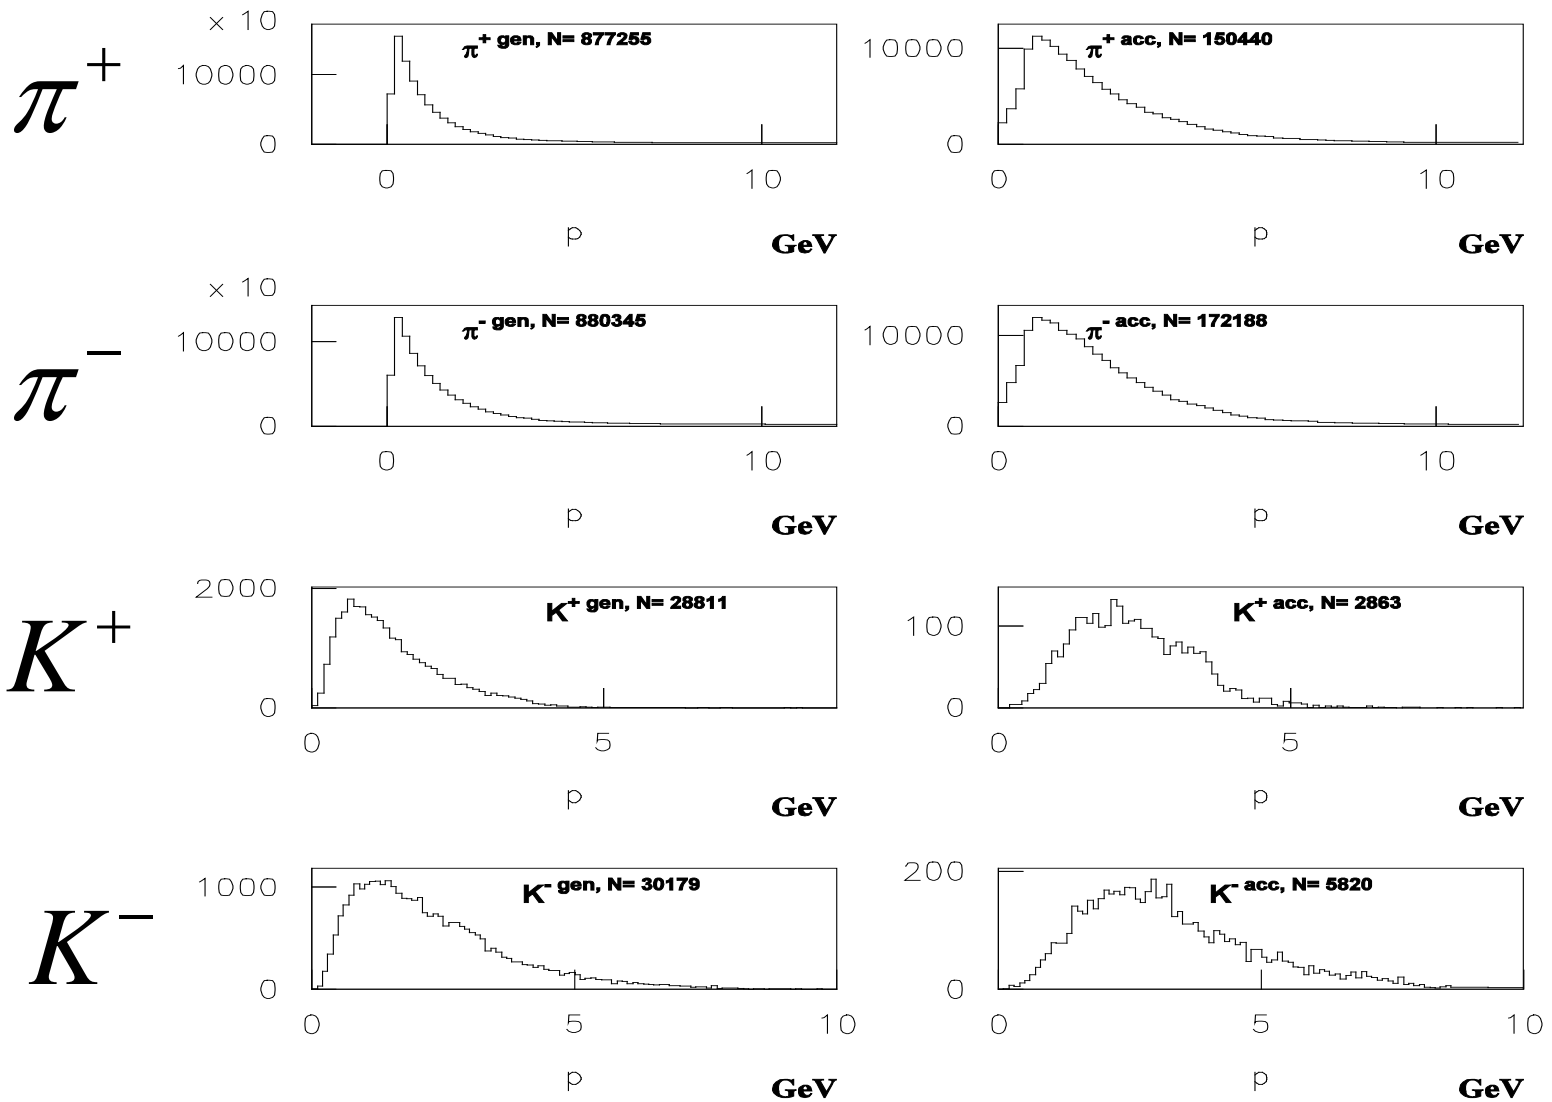 π⁺
× 10
10000
0
π⁺ gen, N= 877255
0 10
p
GeV
10000
0
π⁺ acc, N= 150440
0 10
p
GeV
π⁻
× 10
10000
0
π⁻ gen, N= 880345
0 10
p
GeV
10000
0
π⁻ acc, N= 172188
0 10
p
GeV
K⁺
2000
0
K⁺ gen, N= 28811
0 5
p
GeV
100
0
K⁺ acc, N= 2863
0 5
p
GeV
K⁻
1000
0
K⁻ gen, N= 30179
0 5 10
p
GeV
200
0
K⁻ acc, N= 5820
0 5 10
p
GeV